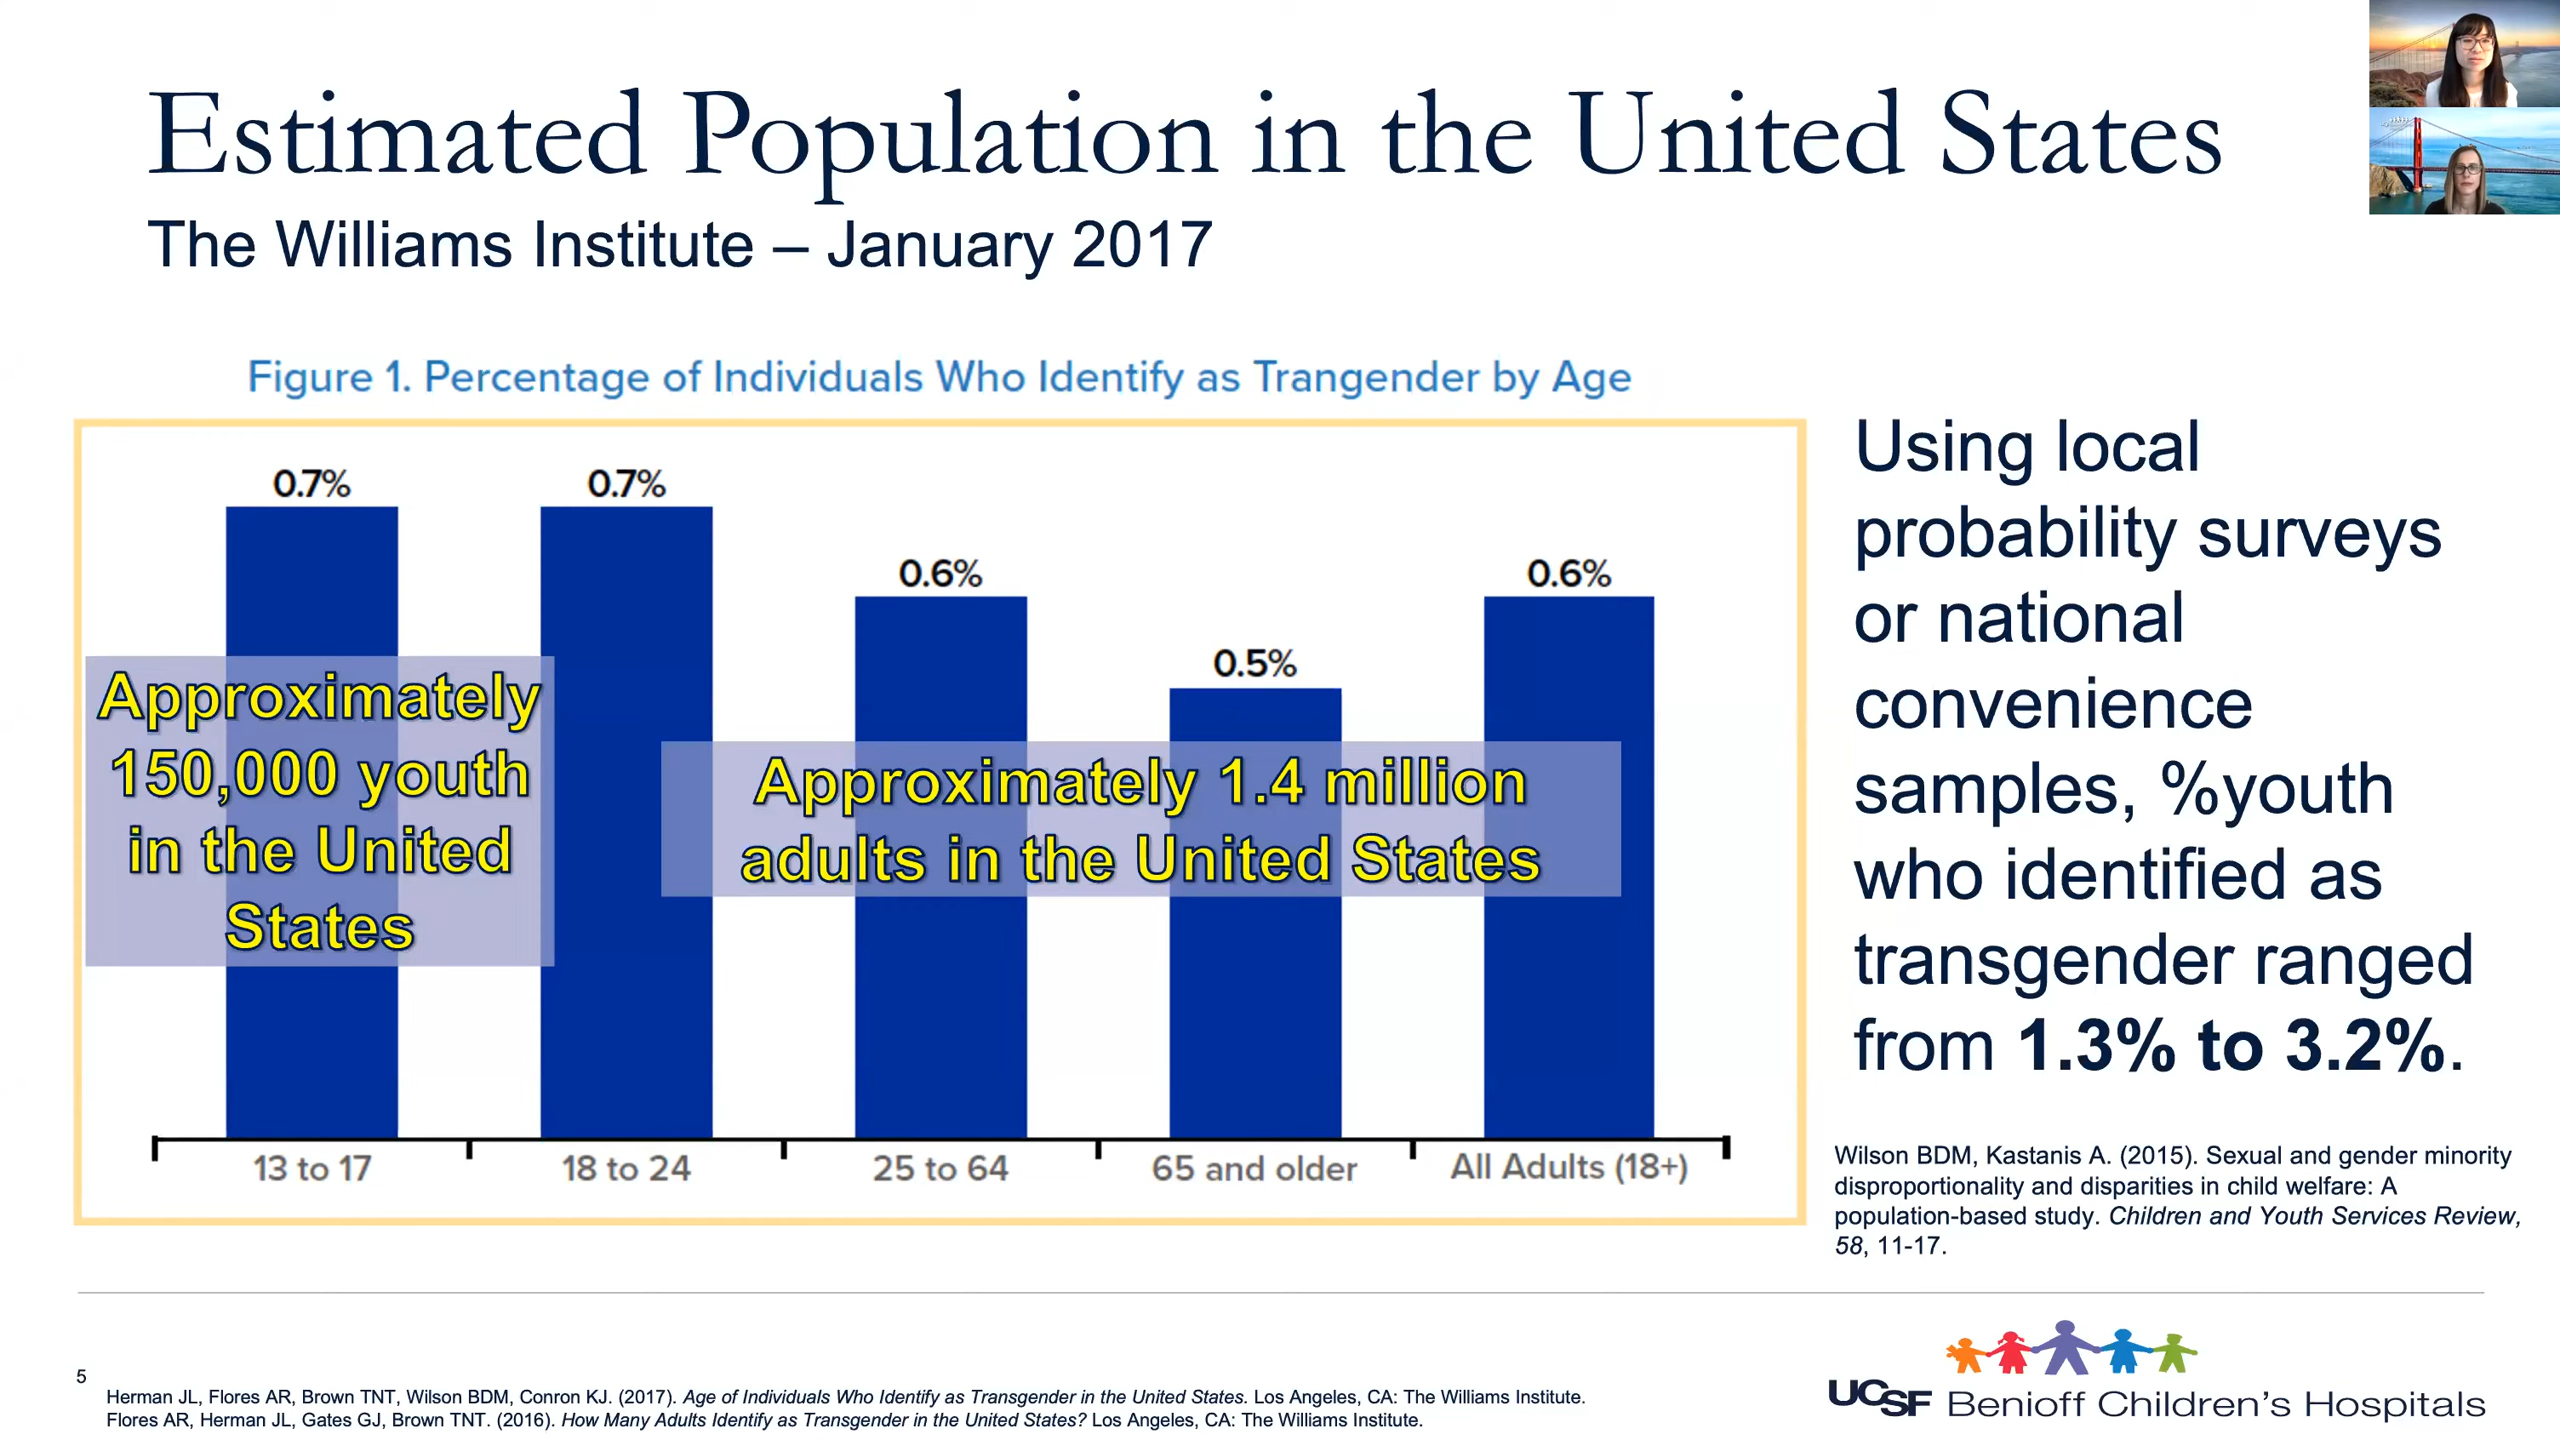 Estimated Population in the United States
The Williams Institute – January 2017
Figure 1. Percentage of Individuals Who Identify as Trangender by Age
0.7%
0.7%
0.6%
0.5%
0.6%
Approximately
150,000 youth
in the United
States
Approximately 1.4 million
adults in the United States
13 to 17
18 to 24
25 to 64
65 and older
All Adults (18+)
Using local
probability surveys
or national
convenience
samples, %youth
who identified as
transgender ranged
from 1.3% to 3.2%.
Wilson BDM, Kastanis A. (2015). Sexual and gender minority
disproportionality and disparities in child welfare: A
population-based study. Children and Youth Services Review,
58, 11-17.
5
Herman JL, Flores AR, Brown TNT, Wilson BDM, Conron KJ. (2017). Age of Individuals Who Identify as Transgender in the United States. Los Angeles, CA: The Williams Institute.
Flores AR, Herman JL, Gates GJ, Brown TNT. (2016). How Many Adults Identify as Transgender in the United States? Los Angeles, CA: The Williams Institute.
UCSF Benioff Children's Hospitals